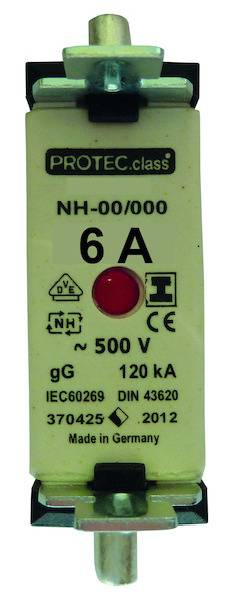 PROTEC.class®
NH-00/000
6 A
VDE
NH CE
~ 500 V
gG 120 kA
IEC60269 DIN 43620
370425 .2012
Made in Germany